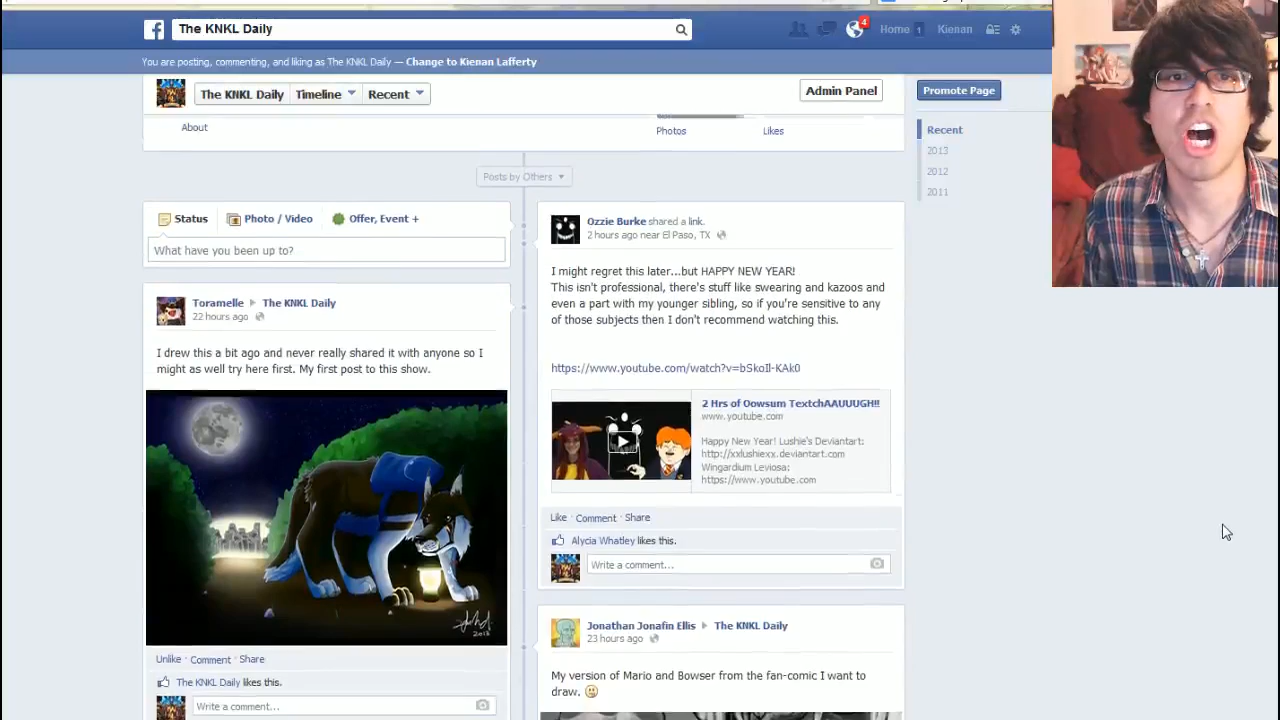 The KNKL Daily
4
Home 1
Kienan
You are posting, commenting, and liking as The KNKL Daily — Change to Kienan Lafferty
The KNKL Daily
Timeline
Recent
Admin Panel
Promote Page
About
Photos
Likes
Recent
2013
2012
2011
Posts by Others
Status
Photo / Video
Offer, Event +
What have you been up to?
Toramelle
The KNKL Daily
22 hours ago
I drew this a bit ago and never really shared it with anyone so I
might as well try here first. My first post to this show.
2013
Unlike · Comment · Share
The KNKL Daily likes this.
Write a comment...
Ozzie Burke shared a link.
2 hours ago near El Paso, TX
I might regret this later...but HAPPY NEW YEAR!
This isn't professional, there's stuff like swearing and kazoos and
even a part with my younger sibling, so if you're sensitive to any
of those subjects then I don't recommend watching this.
https://www.youtube.com/watch?v=bSkoIl-KAk0
2 Hrs of Oowsum TextchAAUUUGH!!
www.youtube.com
Happy New Year! Lushie's Deviantart:
http://xxlushiexx.deviantart.com
Wingardium Leviosa:
https://www.youtube.com
Like · Comment · Share
Alycia Whatley likes this.
Write a comment...
Jonathan Jonafin Ellis
The KNKL Daily
23 hours ago
My version of Mario and Bowser from the fan-comic I want to
draw.